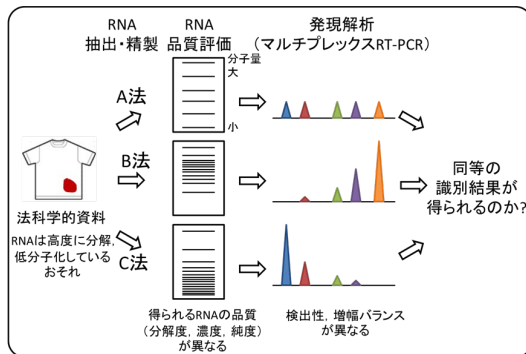 RNA
抽出・精製
RNA
品質評価
発現解析
(マルチプレックスRT-PCR)
分子量
大
小
A法
B法
C法
法科学的資料
RNAは高度に分解,
低分子化している
おそれ
同等の
識別結果が
得られるのか?
得られるRNAの品質
(分解度, 濃度, 純度)
が異なる
検出性, 増幅バランス
が異なる